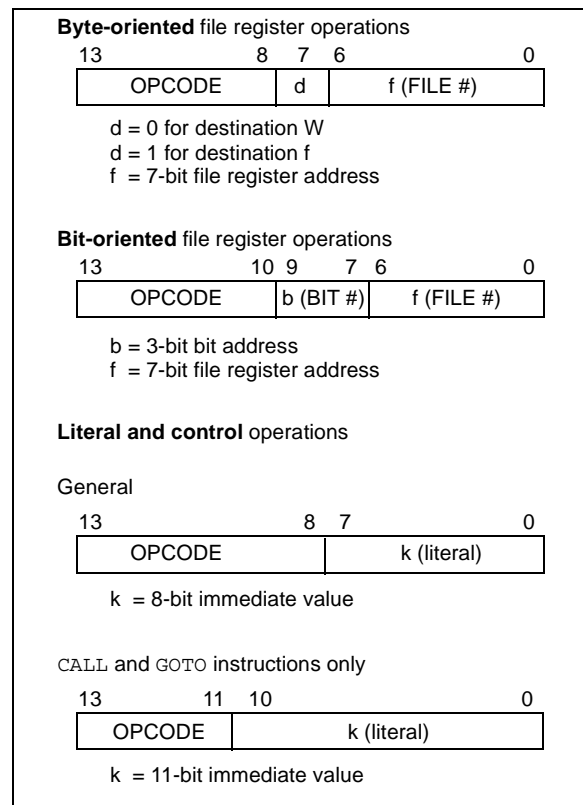 Byte-oriented file register operations
13 8 7 6 0
OPCODE d f (FILE #)
d = 0 for destination W
d = 1 for destination f
f = 7-bit file register address
Bit-oriented file register operations
13 10 9 7 6 0
OPCODE b (BIT #) f (FILE #)
b = 3-bit bit address
f = 7-bit file register address
Literal and control operations
General
13 8 7 0
OPCODE k (literal)
k = 8-bit immediate value
CALL and GOTO instructions only
13 11 10 0
OPCODE k (literal)
k = 11-bit immediate value